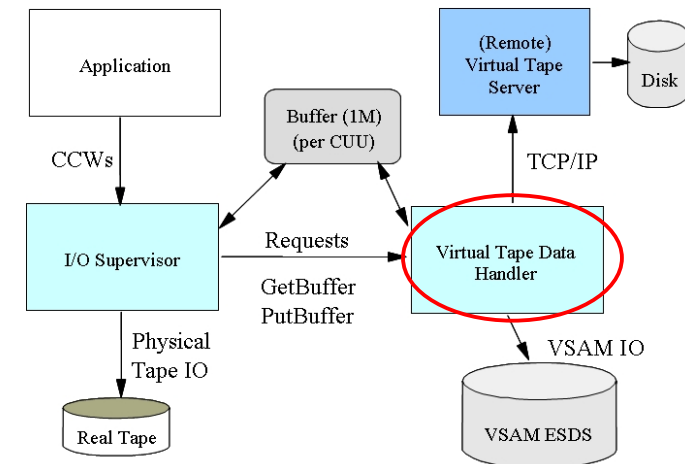 Application
(Remote)
Virtual Tape
Server
Disk
Buffer (1M)
(per CUU)
CCWs
TCP/IP
I/O Supervisor
Requests
GetBuffer
PutBuffer
Virtual Tape Data
Handler
Physical
Tape IO
VSAM IO
Real Tape
VSAM ESDS